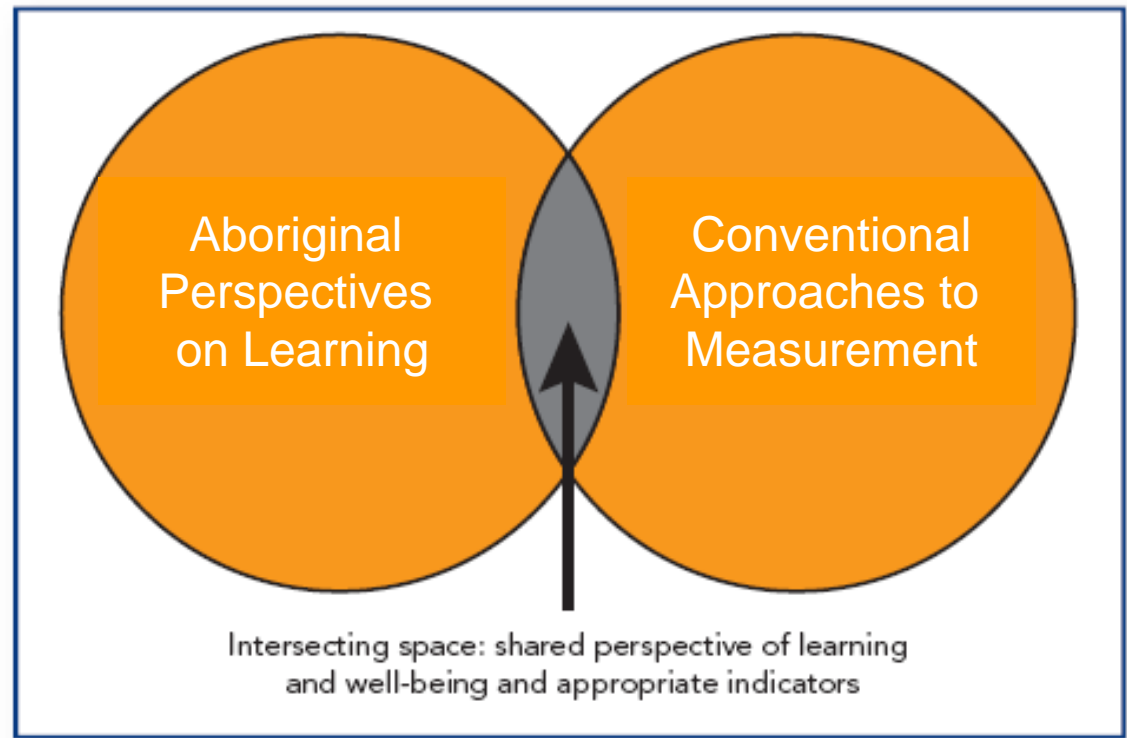 Aboriginal
Perspectives
on Learning
Conventional
Approaches to
Measurement
Intersecting space: shared perspective of learning
and well-being and appropriate indicators